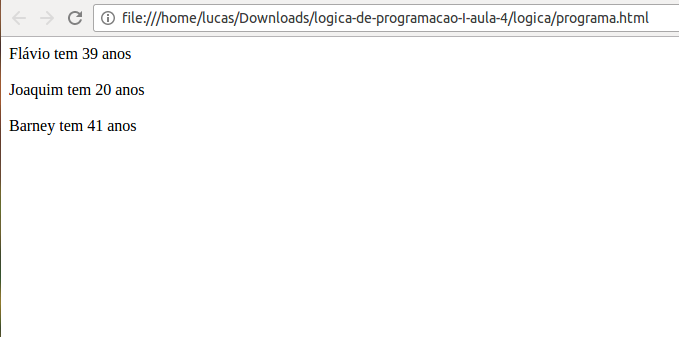 file:///home/lucas/Downloads/logica-de-programacao-I-aula-4/logica/programa.html
Flávio tem 39 anos
Joaquim tem 20 anos
Barney tem 41 anos